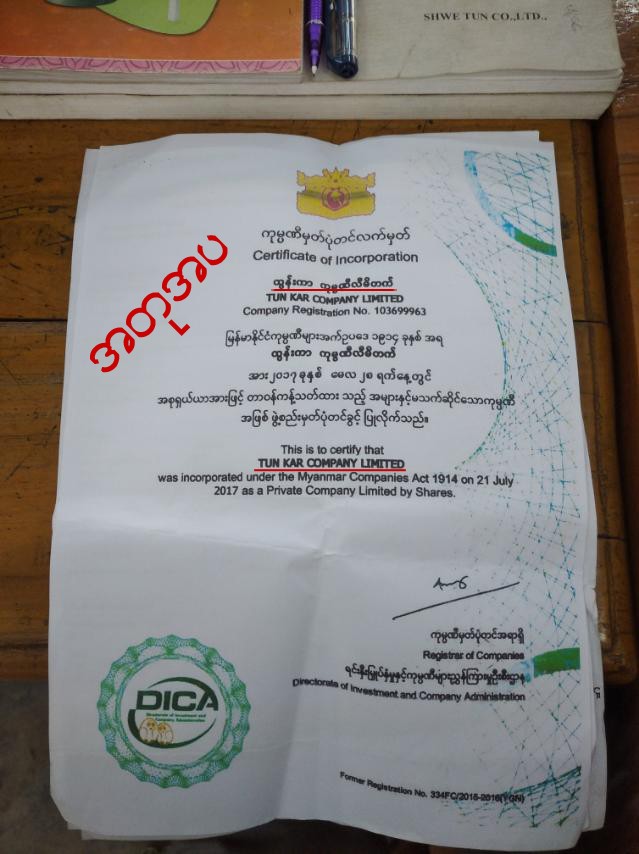 SHWE TUN CO.,LTD..
ကုမ္ပဏီမှတ်ပုံတင်လက်မှတ်
Certificate of Incorporation
အတုအပ
ထွန်းကာ ကုမ္ပဏီလီမိတက်
TUN KAR COMPANY LIMITED
Company Registration No. 103699963
မြန်မာနိုင်ငံကုမ္ပဏီများအက်ဥပဒေ ၁၉၁၄ ခုနှစ် အရ
ထွန်းကာ ကုမ္ပဏီလီမိတက်
အား၂၀၁၇ ခုနှစ် မေလ ၂၈ ရက်နေ့တွင်
အစုရှယ်ယာအားဖြင့် တာဝန်ကန့်သတ်ထား သည့် အများနှင့်မသက်ဆိုင်သောကုမ္ပဏီ
အဖြစ် ဖွဲ့စည်းမှတ်ပုံတင်ခွင့် ပြုလိုက်သည်။
This is to certify that
TUN KAR COMPANY LIMITED
was incorporated under the Myanmar Companies Act 1914 on 21 July
2017 as a Private Company Limited by Shares.
ကုမ္ပဏီမှတ်ပုံတင်အရာရှိ
Registrar of Companies
ရင်းနှီးမြှုပ်နှံမှုနှင့်ကုမ္ပဏီများညွှန်ကြားမှုဦးစီးဌာန
Directorate of Investment and Company Administration
DICA
Directorate of Investment and
Company Administration
Former Registration No. 334FC/2015-2016(YGN)